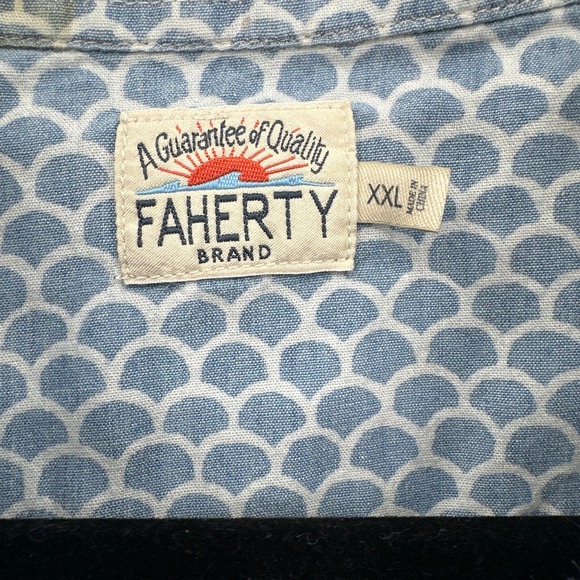 A Guarantee of Quality
FAHERTY
BRAND
XXL
MADE IN
CHINA